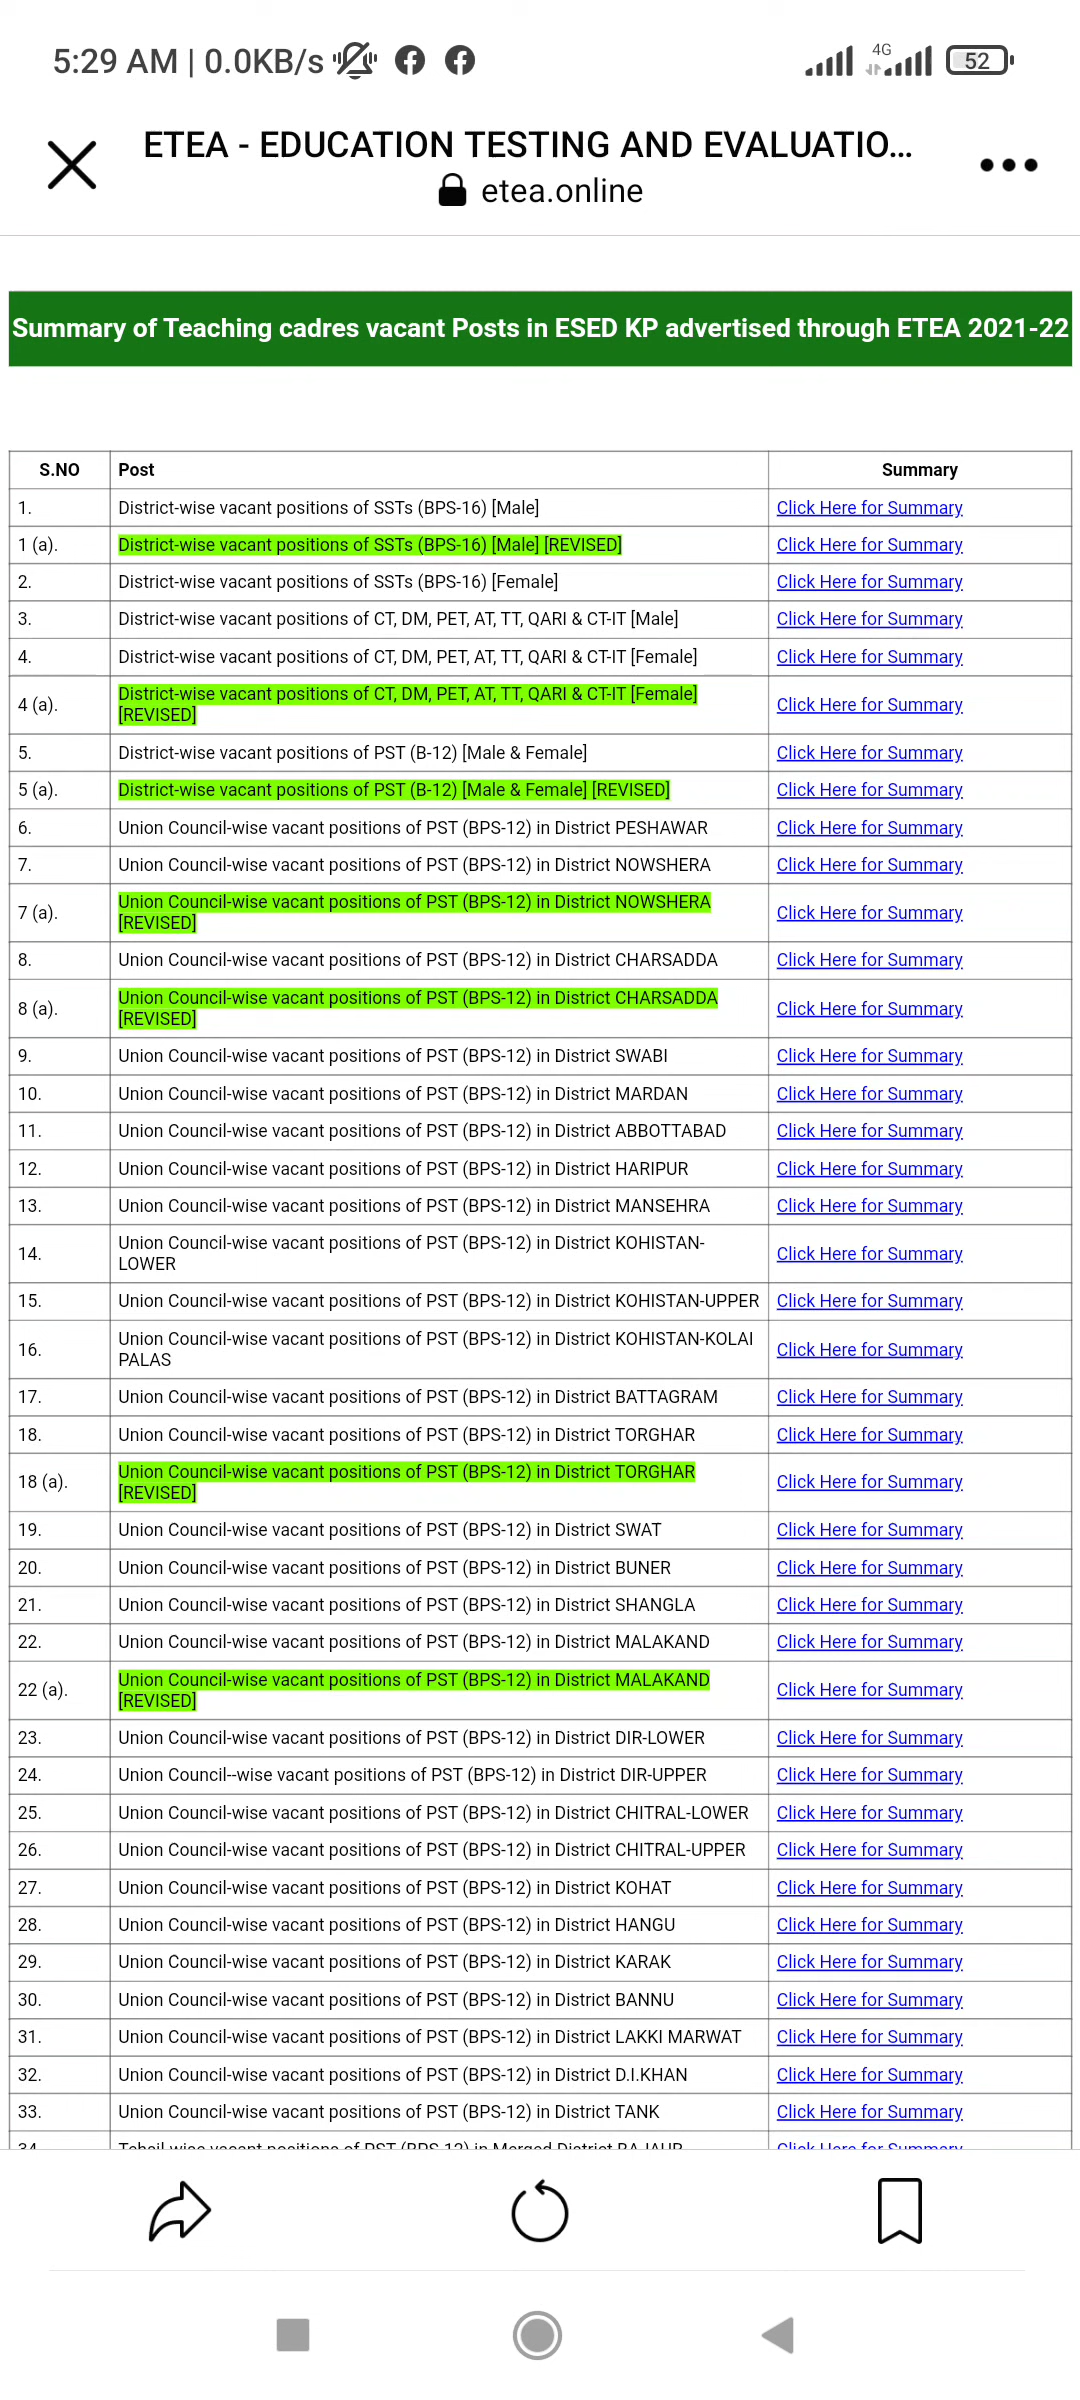 5:29 AM | 0.0KB/s
4G
52
ETEA - EDUCATION TESTING AND EVALUATIO...
etea.online
Summary of Teaching cadres vacant Posts in ESED KP advertised through ETEA 2021-22
S.NO Post Summary
1. District-wise vacant positions of SSTs (BPS-16) [Male] Click Here for Summary
1 (a). District-wise vacant positions of SSTs (BPS-16) [Male] [REVISED] Click Here for Summary
2. District-wise vacant positions of SSTs (BPS-16) [Female] Click Here for Summary
3. District-wise vacant positions of CT, DM, PET, AT, TT, QARI & CT-IT [Male] Click Here for Summary
4. District-wise vacant positions of CT, DM, PET, AT, TT, QARI & CT-IT [Female] Click Here for Summary
4 (a). District-wise vacant positions of CT, DM, PET, AT, TT, QARI & CT-IT [Female]
[REVISED] Click Here for Summary
5. District-wise vacant positions of PST (B-12) [Male & Female] Click Here for Summary
5 (a). District-wise vacant positions of PST (B-12) [Male & Female] [REVISED] Click Here for Summary
6. Union Council-wise vacant positions of PST (BPS-12) in District PESHAWAR Click Here for Summary
7. Union Council-wise vacant positions of PST (BPS-12) in District NOWSHERA Click Here for Summary
7 (a). Union Council-wise vacant positions of PST (BPS-12) in District NOWSHERA
[REVISED] Click Here for Summary
8. Union Council-wise vacant positions of PST (BPS-12) in District CHARSADDA Click Here for Summary
8 (a). Union Council-wise vacant positions of PST (BPS-12) in District CHARSADDA
[REVISED] Click Here for Summary
9. Union Council-wise vacant positions of PST (BPS-12) in District SWABI Click Here for Summary
10. Union Council-wise vacant positions of PST (BPS-12) in District MARDAN Click Here for Summary
11. Union Council-wise vacant positions of PST (BPS-12) in District ABBOTTABAD Click Here for Summary
12. Union Council-wise vacant positions of PST (BPS-12) in District HARIPUR Click Here for Summary
13. Union Council-wise vacant positions of PST (BPS-12) in District MANSEHRA Click Here for Summary
14. Union Council-wise vacant positions of PST (BPS-12) in District KOHISTAN-
LOWER Click Here for Summary
15. Union Council-wise vacant positions of PST (BPS-12) in District KOHISTAN-UPPER Click Here for Summary
16. Union Council-wise vacant positions of PST (BPS-12) in District KOHISTAN-KOLAI
PALAS Click Here for Summary
17. Union Council-wise vacant positions of PST (BPS-12) in District BATTAGRAM Click Here for Summary
18. Union Council-wise vacant positions of PST (BPS-12) in District TORGHAR Click Here for Summary
18 (a). Union Council-wise vacant positions of PST (BPS-12) in District TORGHAR
[REVISED] Click Here for Summary
19. Union Council-wise vacant positions of PST (BPS-12) in District SWAT Click Here for Summary
20. Union Council-wise vacant positions of PST (BPS-12) in District BUNER Click Here for Summary
21. Union Council-wise vacant positions of PST (BPS-12) in District SHANGLA Click Here for Summary
22. Union Council-wise vacant positions of PST (BPS-12) in District MALAKAND Click Here for Summary
22 (a). Union Council-wise vacant positions of PST (BPS-12) in District MALAKAND
[REVISED] Click Here for Summary
23. Union Council-wise vacant positions of PST (BPS-12) in District DIR-LOWER Click Here for Summary
24. Union Council--wise vacant positions of PST (BPS-12) in District DIR-UPPER Click Here for Summary
25. Union Council-wise vacant positions of PST (BPS-12) in District CHITRAL-LOWER Click Here for Summary
26. Union Council-wise vacant positions of PST (BPS-12) in District CHITRAL-UPPER Click Here for Summary
27. Union Council-wise vacant positions of PST (BPS-12) in District KOHAT Click Here for Summary
28. Union Council-wise vacant positions of PST (BPS-12) in District HANGU Click Here for Summary
29. Union Council-wise vacant positions of PST (BPS-12) in District KARAK Click Here for Summary
30. Union Council-wise vacant positions of PST (BPS-12) in District BANNU Click Here for Summary
31. Union Council-wise vacant positions of PST (BPS-12) in District LAKKI MARWAT Click Here for Summary
32. Union Council-wise vacant positions of PST (BPS-12) in District D.I.KHAN Click Here for Summary
33. Union Council-wise vacant positions of PST (BPS-12) in District TANK Click Here for Summary
34. Tehsil-wise vacant positions of PST (BPS-12) in Merged District BAJAUR Click Here for Summary